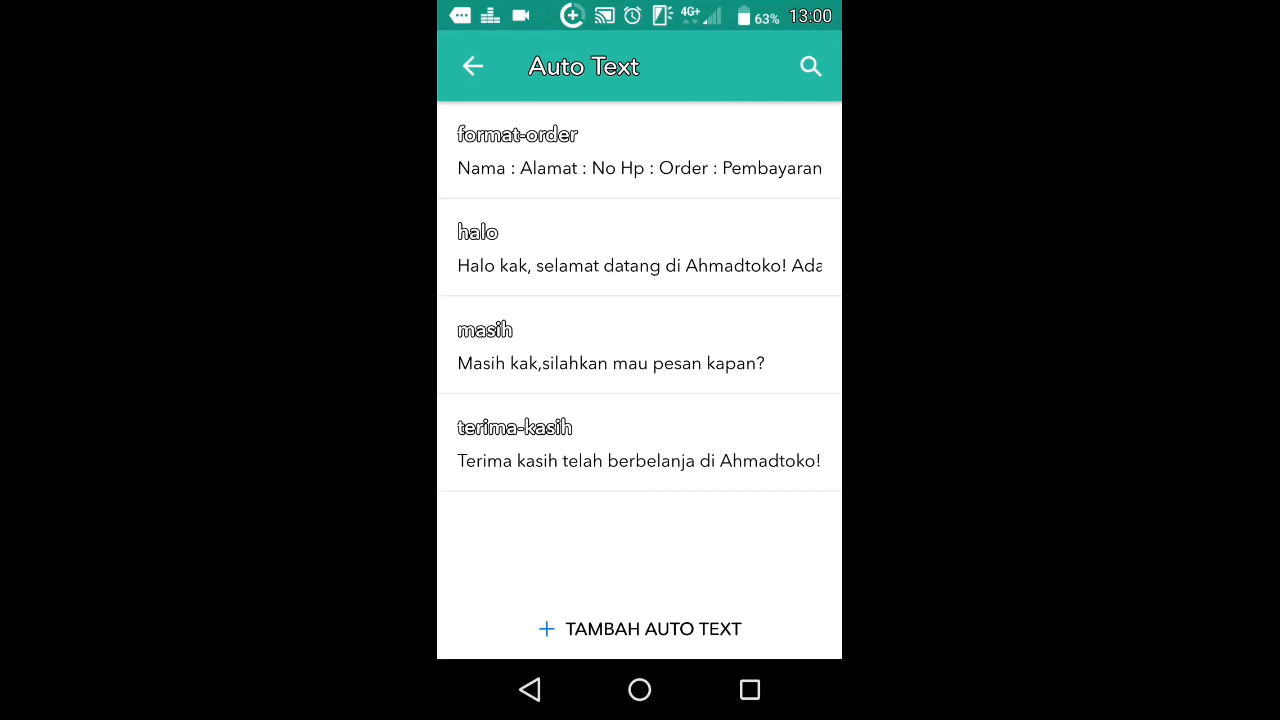 4G+ 63% 13:00
Auto Text
format-order
Nama : Alamat : No Hp : Order : Pembayaran
halo
Halo kak, selamat datang di Ahmadtoko! Ada
masih
Masih kak,silahkan mau pesan kapan?
terima-kasih
Terima kasih telah berbelanja di Ahmadtoko!
+ TAMBAH AUTO TEXT